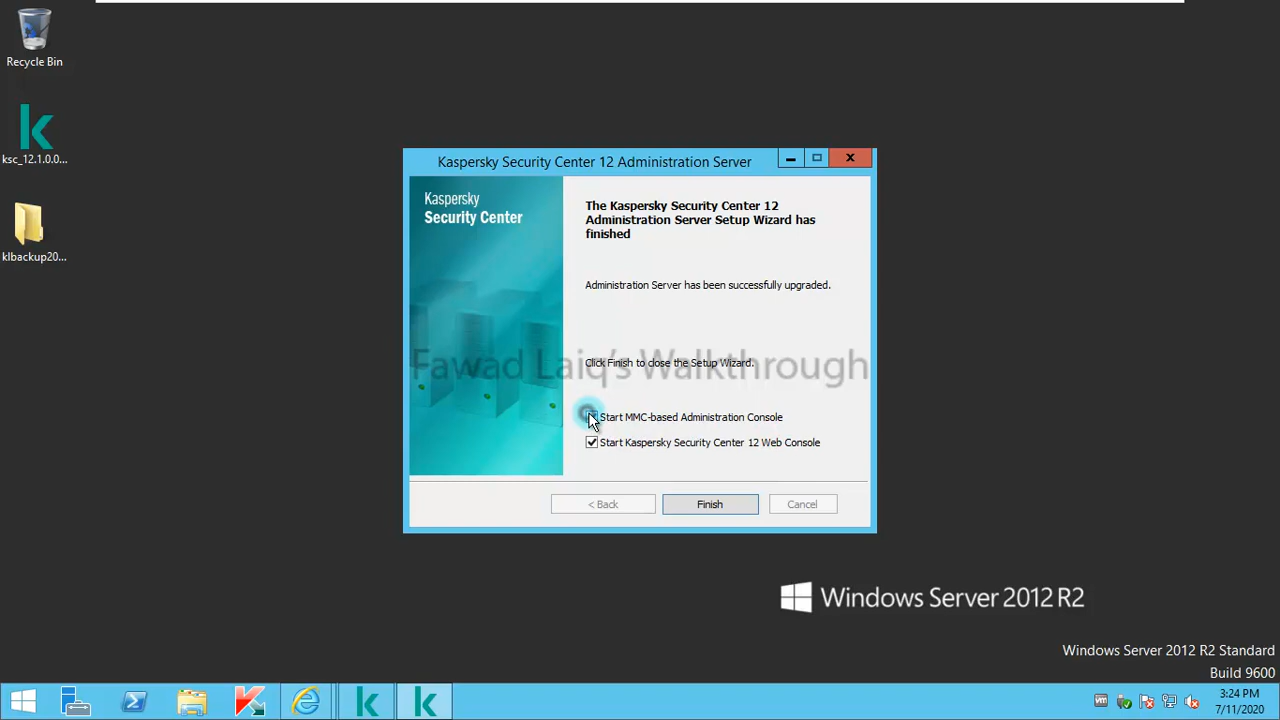 Recycle Bin
ksc_12.1.0.0...
klbackup20...
Kaspersky Security Center 12 Administration Server
Kaspersky
Security Center
The Kaspersky Security Center 12
Administration Server Setup Wizard has
finished
Administration Server has been successfully upgraded.
Click Finish to close the Setup Wizard.
Fawad Laiq's Walkthrough
Start MMC-based Administration Console
Start Kaspersky Security Center 12 Web Console
< Back
Finish
Cancel
Windows Server 2012 R2
Windows Server 2012 R2 Standard
Build 9600
3:24 PM
7/11/2020